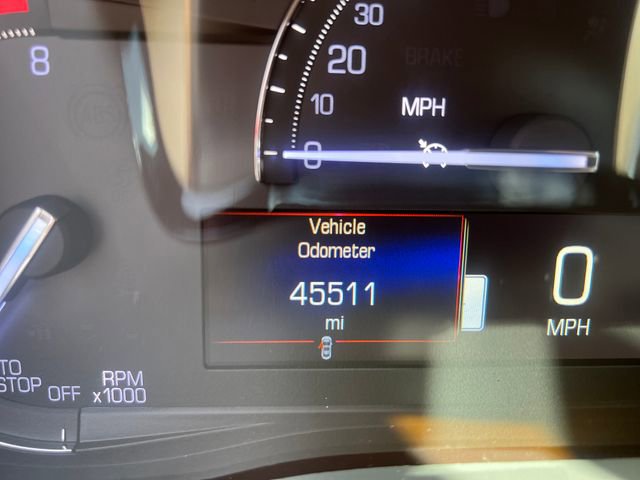 8
30
20
10
0
BRAKE
MPH
Vehicle
Odometer
45511
mi
0
MPH
TO
STOP
OFF
RPM
x1000